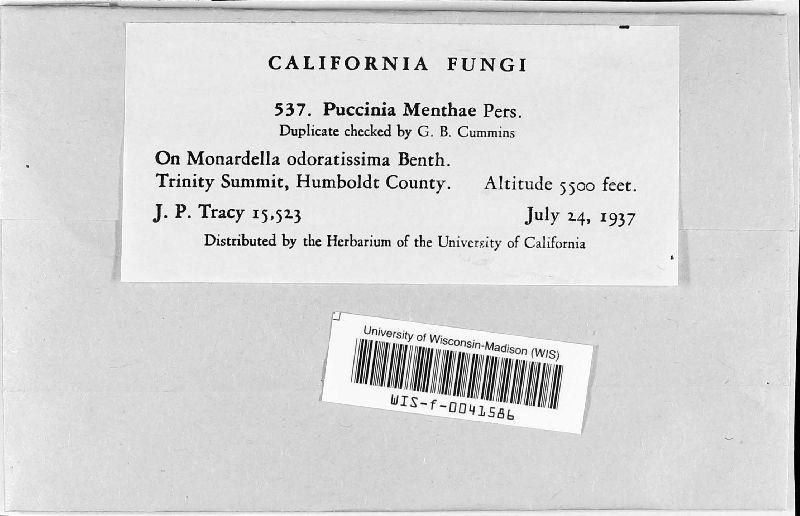 CALIFORNIA FUNGI
537. Puccinia Menthae Pers.
Duplicate checked by G. B. Cummins
On Monardella odoratissima Benth.
Trinity Summit, Humboldt County. Altitude 5500 feet.
J. P. Tracy 15,523 July 24, 1937
Distributed by the Herbarium of the University of California
University of Wisconsin-Madison (WIS)
WIS-f-0041586